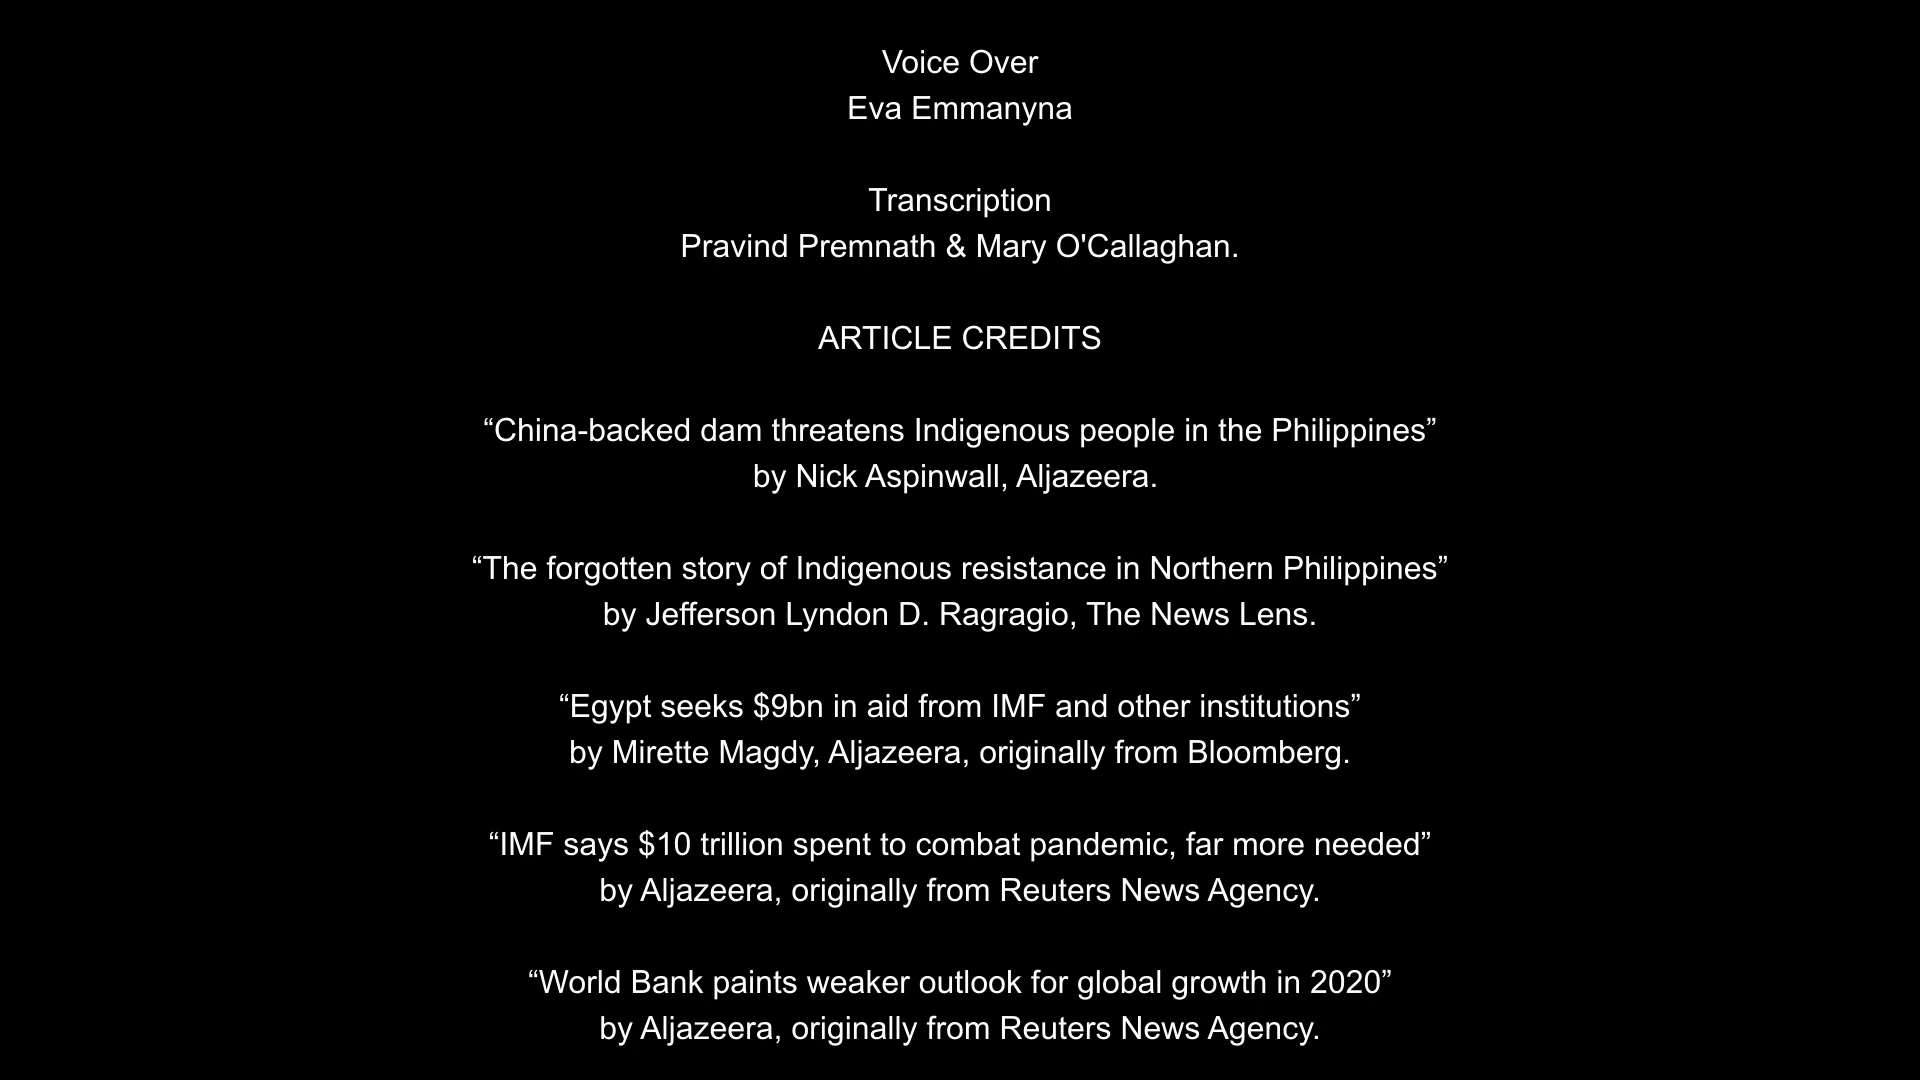 Voice Over
Eva Emmanyna
Transcription
Pravind Premnath & Mary O'Callaghan.
ARTICLE CREDITS
“China-backed dam threatens Indigenous people in the Philippines”
by Nick Aspinwall, Aljazeera.
“The forgotten story of Indigenous resistance in Northern Philippines”
by Jefferson Lyndon D. Ragragio, The News Lens.
“Egypt seeks $9bn in aid from IMF and other institutions”
by Mirette Magdy, Aljazeera, originally from Bloomberg.
“IMF says $10 trillion spent to combat pandemic, far more needed”
by Aljazeera, originally from Reuters News Agency.
“World Bank paints weaker outlook for global growth in 2020”
by Aljazeera, originally from Reuters News Agency.